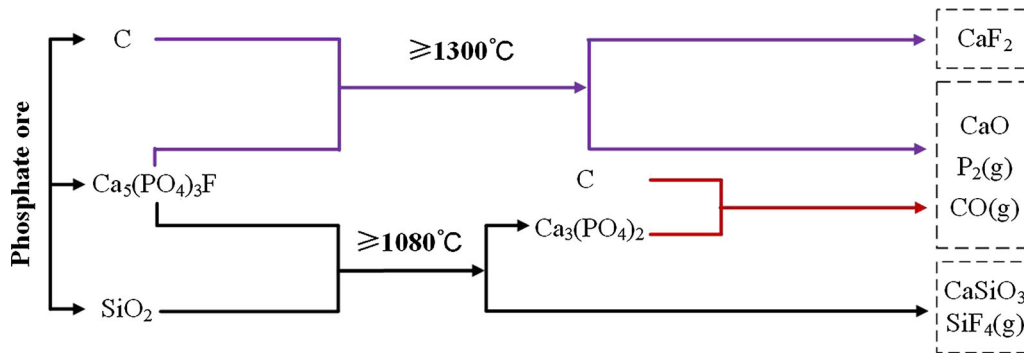 Phosphate ore
C
≥1300℃
CaF₂
CaO
P₂(g)
CO(g)
Ca₅(PO₄)₃F
C
Ca₃(PO₄)₂
≥1080℃
SiO₂
CaSiO₃
SiF₄(g)